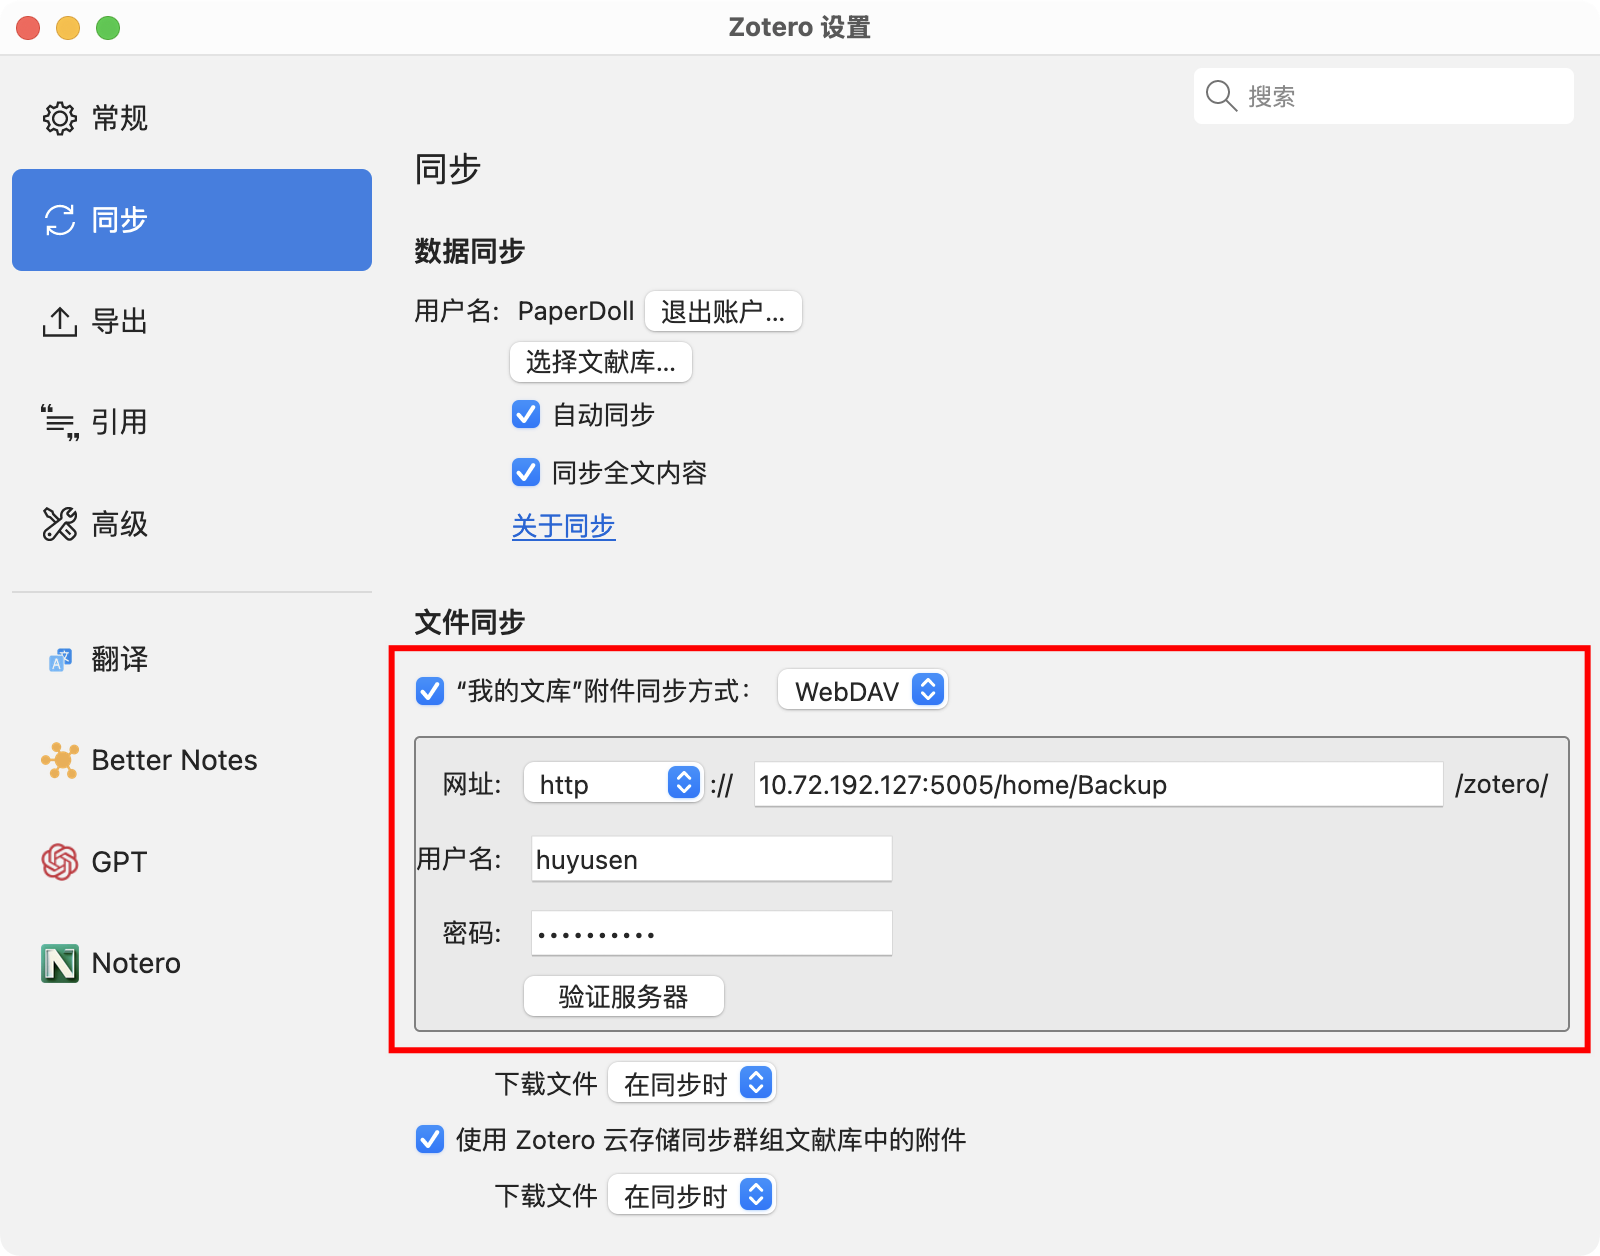 Zotero 设置
搜索
常规
同步
导出
引用
高级
翻译
Better Notes
GPT
Notero
同步
数据同步
用户名: PaperDoll 退出账户...
选择文献库...
自动同步
同步全文内容
关于同步
文件同步
“我的文库”附件同步方式: WebDAV
网址: http :// 10.72.192.127:5005/home/Backup /zotero/
用户名: huyusen
密码: ••••••••••
验证服务器
下载文件 在同步时
使用 Zotero 云存储同步群组文献库中的附件
下载文件 在同步时